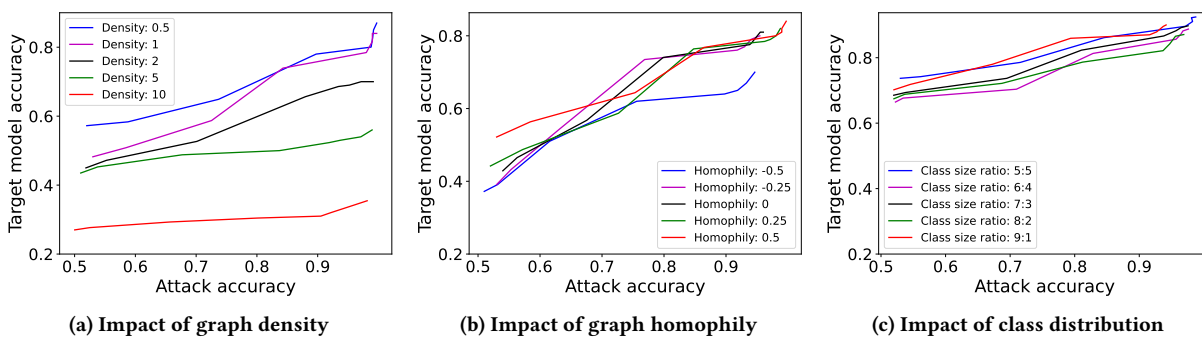 Target model accuracy
0.8
0.6
0.4
0.2
Density: 0.5
Density: 1
Density: 2
Density: 5
Density: 10
0.5 0.6 0.7 0.8 0.9
Attack accuracy
(a) Impact of graph density
Target model accuracy
0.8
0.6
0.4
0.2
Homophily: -0.5
Homophily: -0.25
Homophily: 0
Homophily: 0.25
Homophily: 0.5
0.5 0.6 0.7 0.8 0.9
Attack accuracy
(b) Impact of graph homophily
Target model accuracy
0.8
0.6
0.4
0.2
Class size ratio: 5:5
Class size ratio: 6:4
Class size ratio: 7:3
Class size ratio: 8:2
Class size ratio: 9:1
0.5 0.6 0.7 0.8 0.9
Attack accuracy
(c) Impact of class distribution